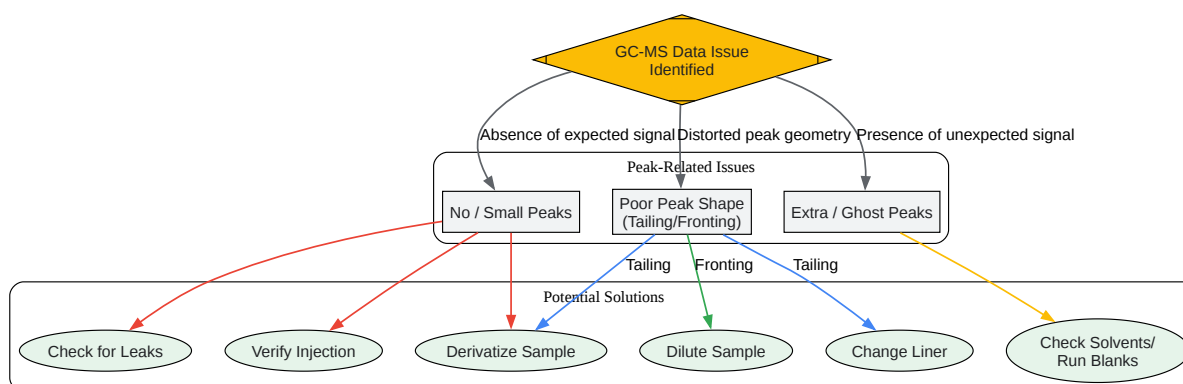 GC-MS Data Issue
Identified
Absence of expected signal
Distorted peak geometry
Presence of unexpected signal
Peak-Related Issues
No / Small Peaks
Poor Peak Shape
(Tailing/Fronting)
Extra / Ghost Peaks
Tailing
Fronting
Tailing
Potential Solutions
Check for Leaks
Verify Injection
Derivatize Sample
Dilute Sample
Change Liner
Check Solvents/
Run Blanks